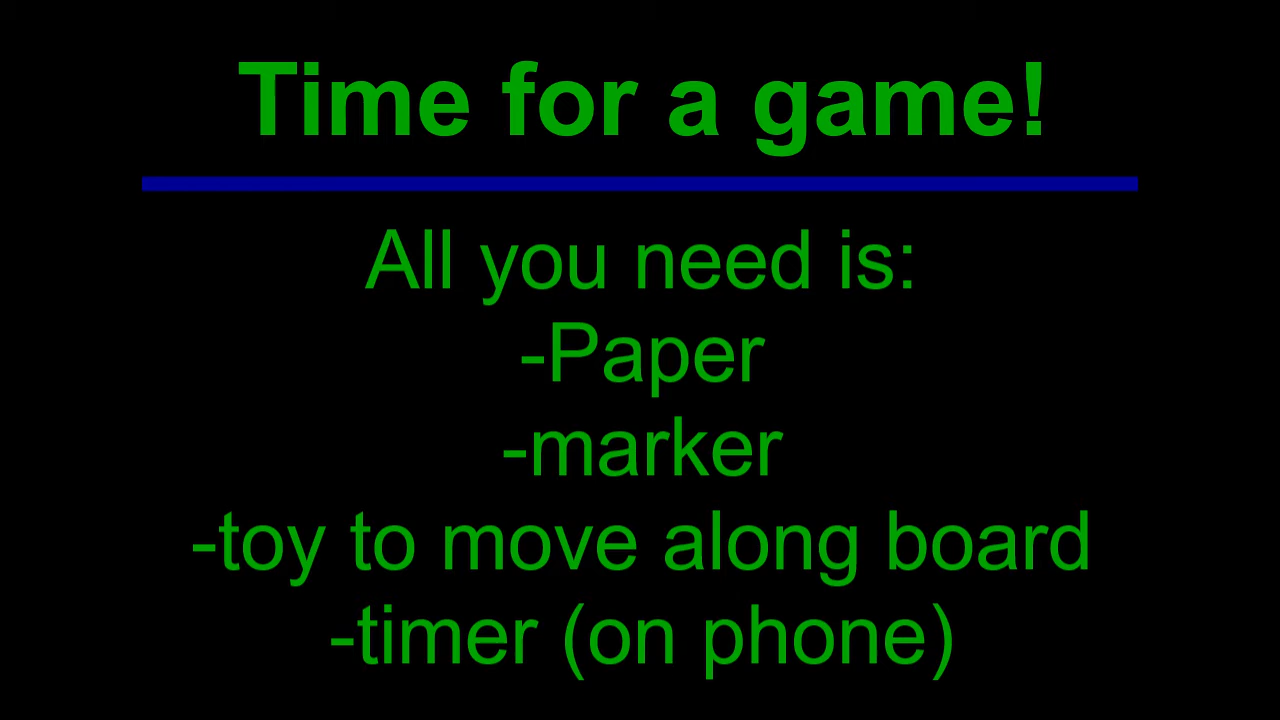 Time for a game!
All you need is:
-Paper
-marker
-toy to move along board
-timer (on phone)